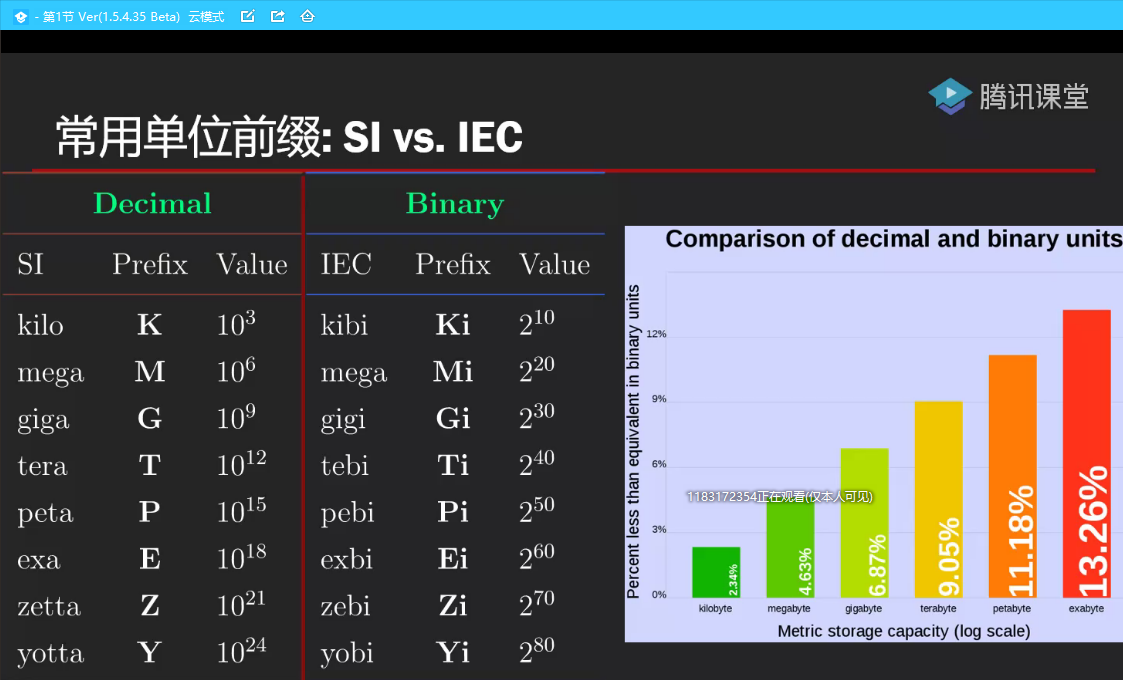 - 第1节 Ver(1.5.4.35 Beta) 云模式
腾讯课堂
常用单位前缀: SI vs. IEC
Decimal Binary
SI Prefix Value IEC Prefix Value
kilo K 10^3 kibi Ki 2^10
mega M 10^6 mega Mi 2^20
giga G 10^9 gigi Gi 2^30
tera T 10^12 tebi Ti 2^40
peta P 10^15 pebi Pi 2^50
exa E 10^18 exbi Ei 2^60
zetta Z 10^21 zebi Zi 2^70
yotta Y 10^24 yobi Yi 2^80
Comparison of decimal and binary units
Percent less than equivalent in binary units
12%
9%
6%
3%
0%
1183172354正在观看(仅本人可见)
2.34% 4.63% 6.87% 9.05% 11.18% 13.26%
kilobyte megabyte gigabyte terabyte petabyte exabyte
Metric storage capacity (log scale)